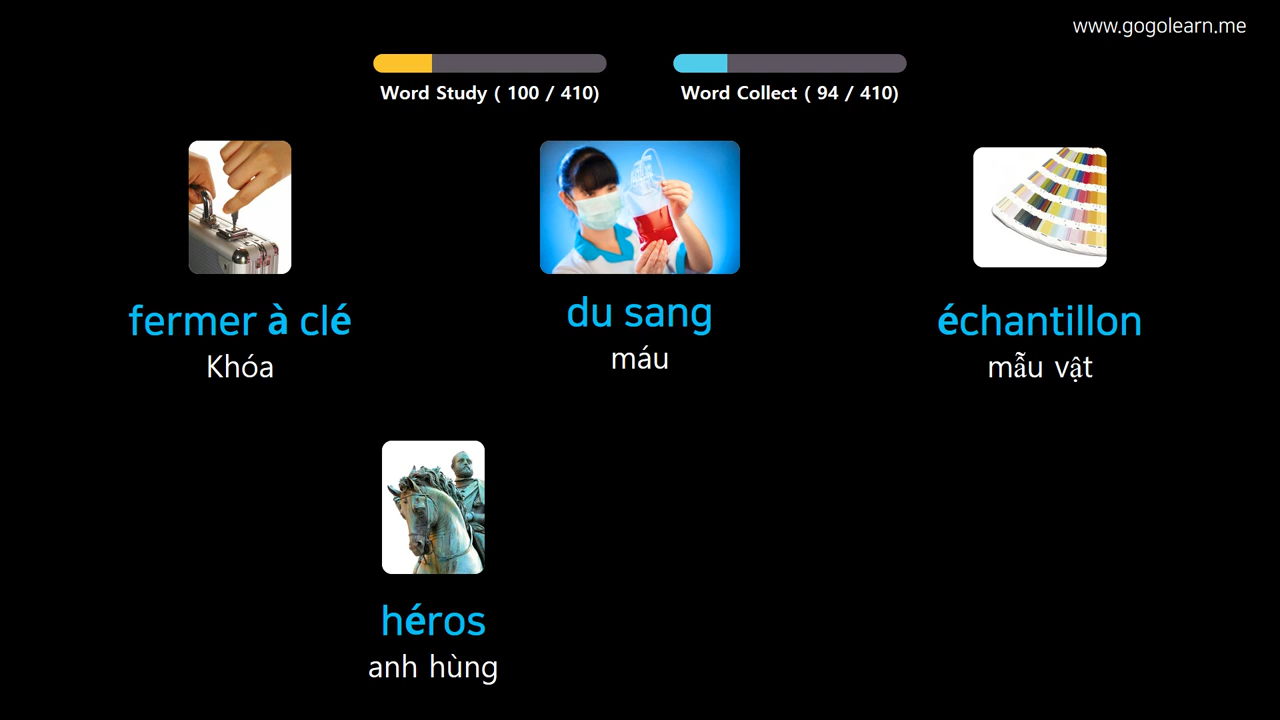 www.gogolearn.me
Word Study ( 100 / 410)
Word Collect ( 94 / 410)
fermer à clé
Khóa
du sang
máu
échantillon
mẫu vật
héros
anh hùng